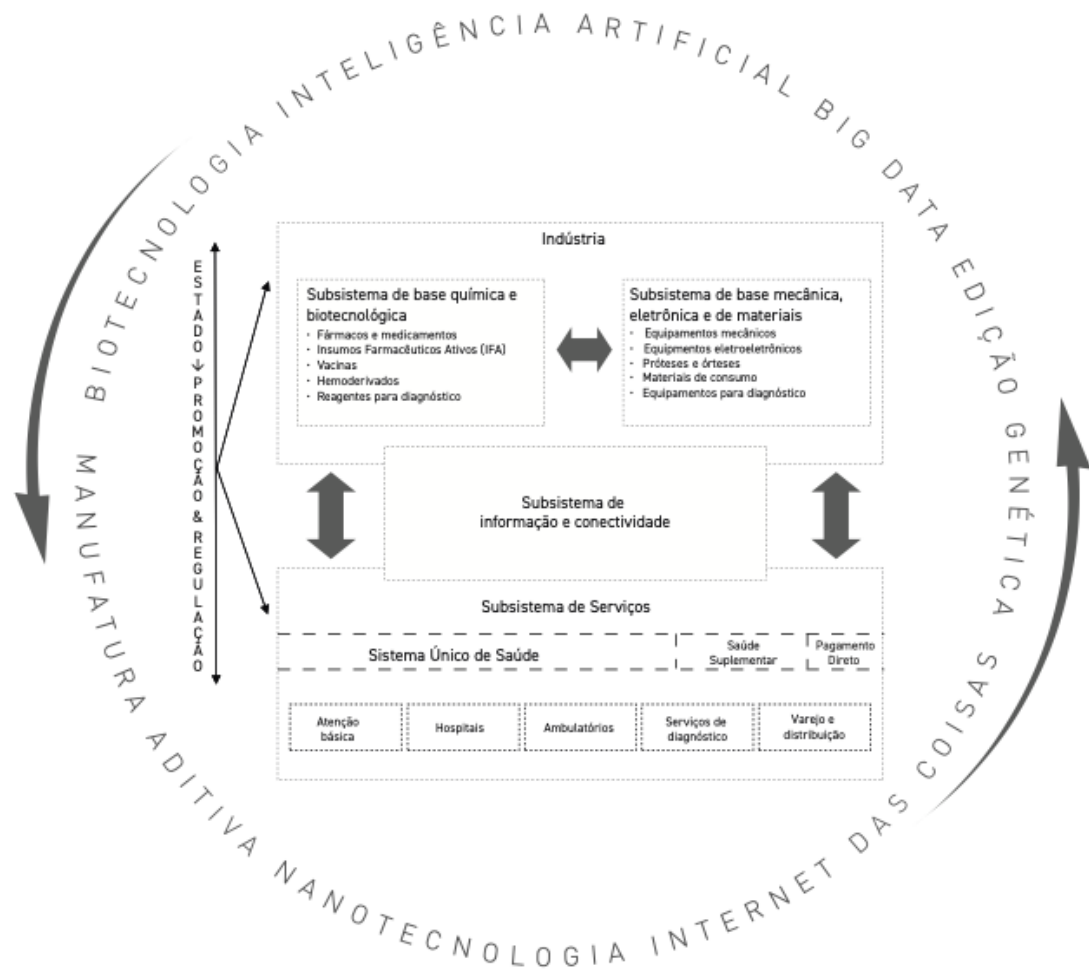 BIOTECNOLOGIA INTELIGÊNCIA ARTIFICIAL BIG DATA EDIÇÃO GENÉTICA
MANUFATURA ADITIVA NANOTECNOLOGIA INTERNET DAS COISAS
ESTADO → PROMOÇÃO & REGULAÇÃO
Indústria
Subsistema de base química e
biotecnológica
· Fármacos e medicamentos
· Insumos Farmacêuticos Ativos (IFA)
· Vacinas
· Hemoderivados
· Reagentes para diagnóstico
Subsistema de base mecânica,
eletrônica e de materiais
· Equipamentos mecânicos
· Equipmentos eletroeletrônicos
· Próteses e órteses
· Materiais de consumo
· Equipamentos para diagnóstico
Subsistema de
informação e conectividade
Subsistema de Serviços
Sistema Único de Saúde
Saúde
Suplementar
Pagamento
Direto
Atenção
básica
Hospitais
Ambulatórios
Serviços de
diagnóstico
Varejo e
distribuição